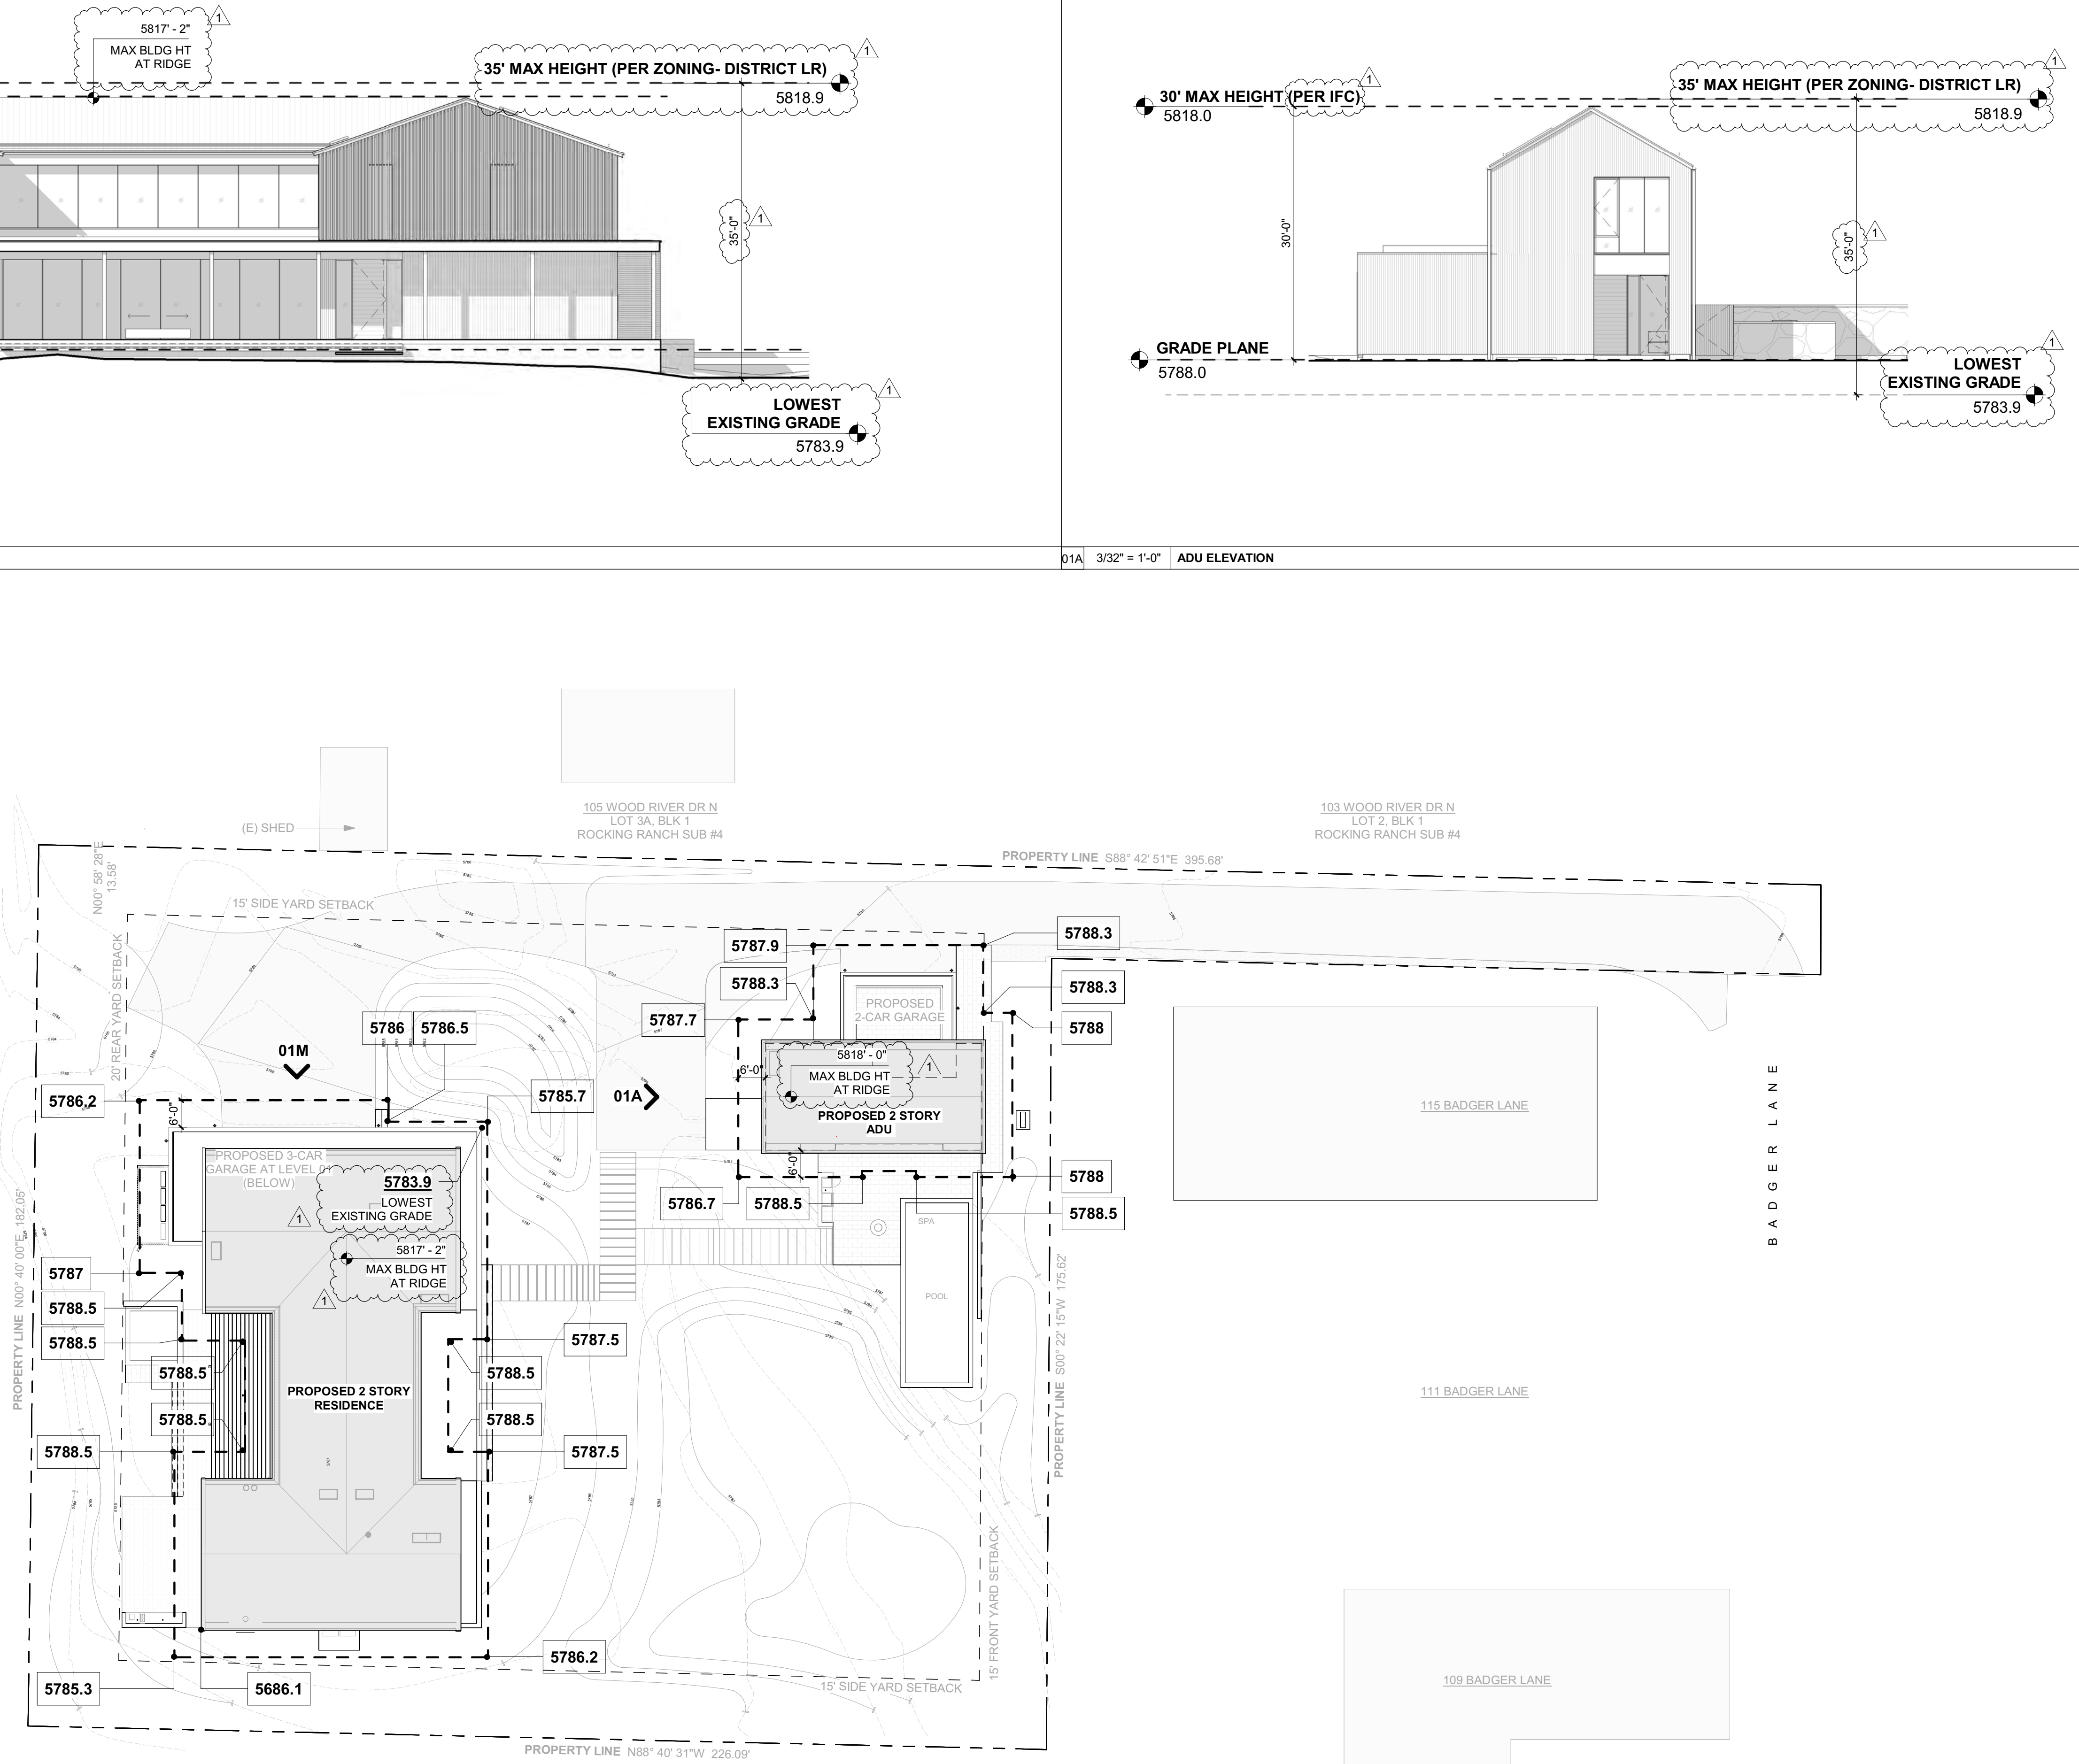 5817' - 2"
MAX BLDG HT
AT RIDGE
1
35' MAX HEIGHT (PER ZONING- DISTRICT LR)
5818.9
1
35'-0"
1
LOWEST
EXISTING GRADE
5783.9
1
30' MAX HEIGHT (PER IFC)
5818.0
1
35' MAX HEIGHT (PER ZONING- DISTRICT LR)
5818.9
1
30'-0"
35'-0"
1
GRADE PLANE
5788.0
LOWEST
EXISTING GRADE
5783.9
1
01A 3/32" = 1'-0" ADU ELEVATION
105 WOOD RIVER DR N
LOT 3A, BLK 1
ROCKING RANCH SUB #4
103 WOOD RIVER DR N
LOT 2, BLK 1
ROCKING RANCH SUB #4
(E) SHED
N00° 58' 28"E
13.58'
PROPERTY LINE S88° 42' 51"E 395.68'
15' SIDE YARD SETBACK
20' REAR YARD SETBACK
5787.9
5788.3
5788.3
5788.3
5787.7
5788
PROPOSED
2-CAR GARAGE
5786
5786.5
01M
5786.2
6'-0"
5785.7
01A
6'-0"
5818' - 0"
MAX BLDG HT
AT RIDGE
1
PROPOSED 2 STORY
ADU
6'-0"
115 BADGER LANE
BADGER LANE
PROPOSED 3-CAR
GARAGE AT LEVEL 01
(BELOW)
5783.9
LOWEST
EXISTING GRADE
1
5817' - 2"
MAX BLDG HT
AT RIDGE
1
5786.7
5788.5
5788
5788.5
SPA
POOL
PROPERTY LINE N00° 40' 00"E 182.05'
5787
5788.5
5788.5
5788.5
5788.5
5788.5
PROPOSED 2 STORY
RESIDENCE
5787.5
5788.5
5788.5
5787.5
PROPERTY LINE S00° 22' 15"W 175.62'
111 BADGER LANE
15' FRONT YARD SETBACK
5786.2
5785.3
5686.1
15' SIDE YARD SETBACK
109 BADGER LANE
PROPERTY LINE N88° 40' 31"W 226.09'